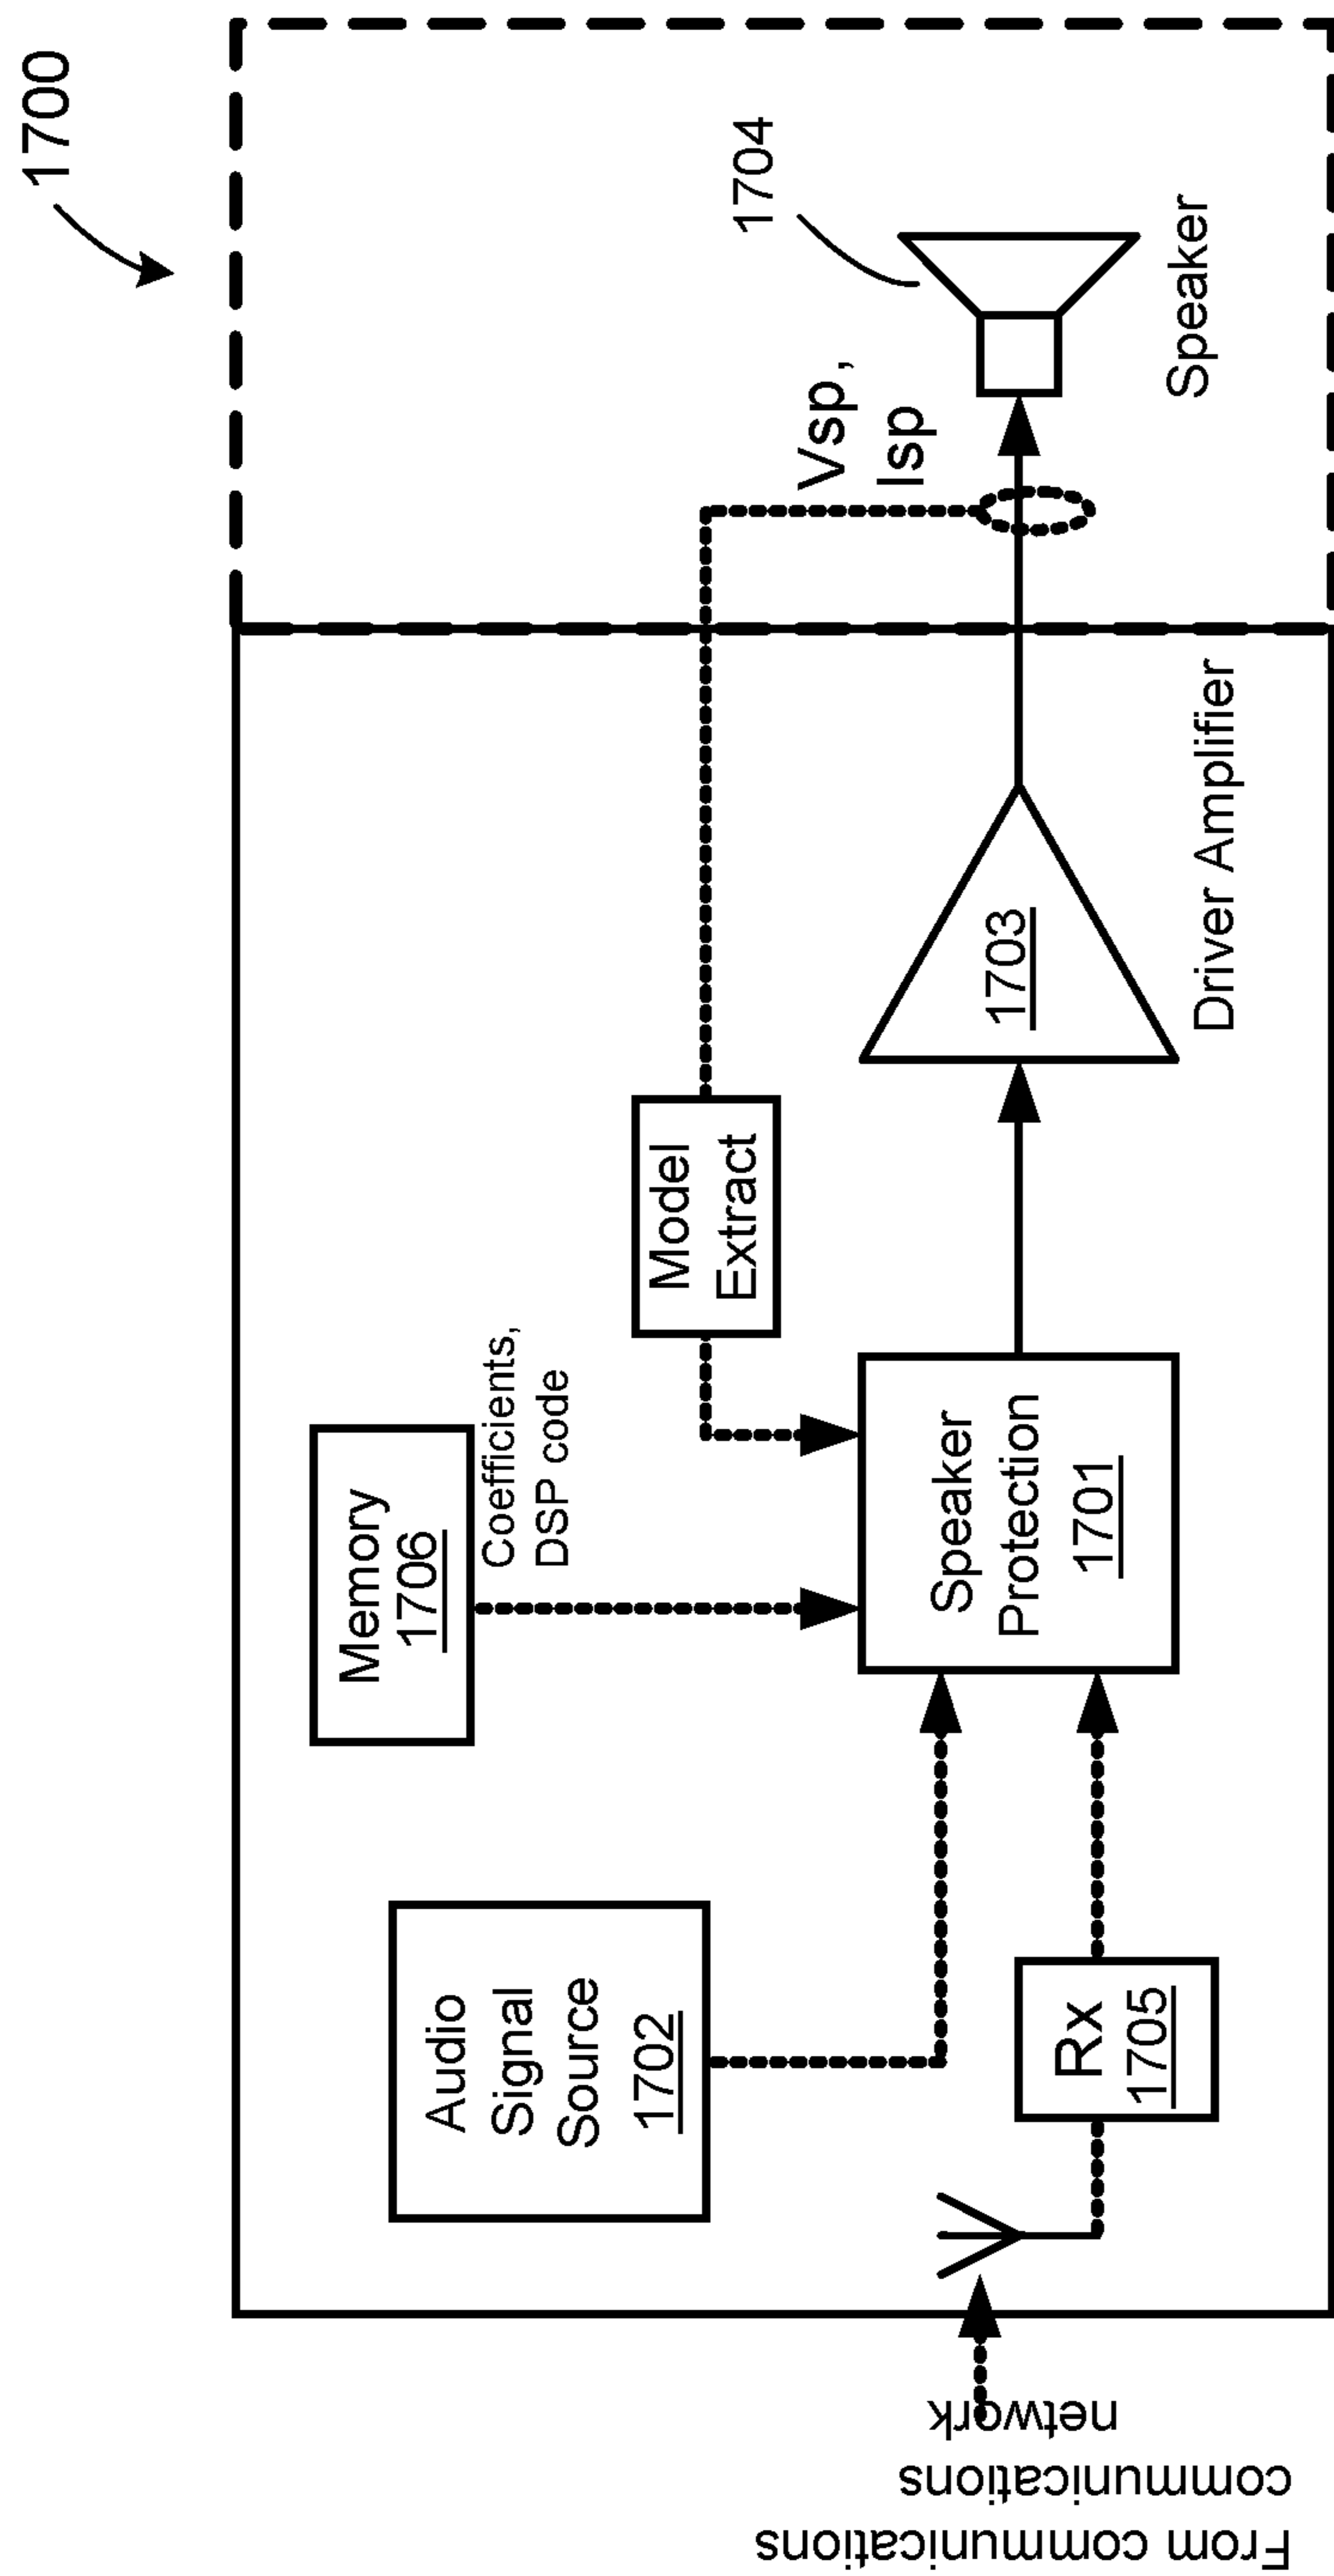 1700
Memory
1706
Coefficients,
DSP code
Audio
Signal
Source
1702
Model
Extract
Vsp,
Isp
1704
Speaker
Speaker
Protection
1701
1703
Driver Amplifier
Rx
1705
From communications
communications
network